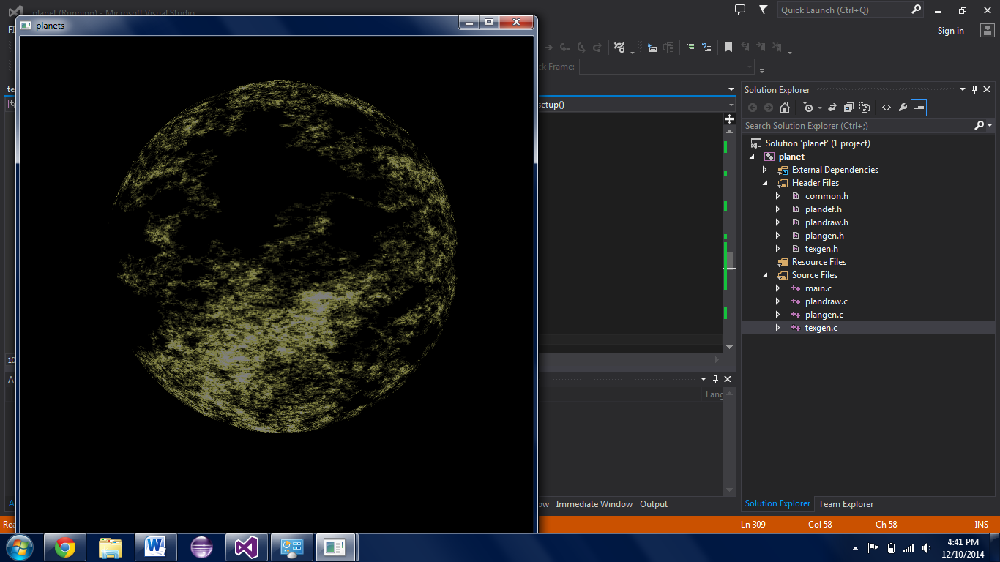 planet (Running) - Microsoft Visual Studio
Quick Launch (Ctrl+Q)
planets
Sign in
Frame:
setup()
Solution Explorer
Search Solution Explorer (Ctrl+;)
Solution 'planet' (1 project)
planet
External Dependencies
Header Files
common.h
plandef.h
plandraw.h
plangen.h
texgen.h
Resource Files
Source Files
main.c
plandraw.c
plangen.c
texgen.c
Lang
Immediate Window
Output
Solution Explorer
Team Explorer
Ln 309
Col 58
Ch 58
INS
4:41 PM
12/10/2014